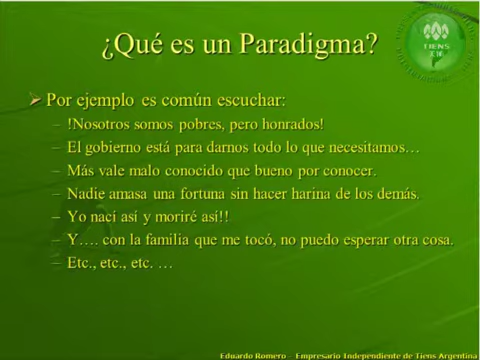 ¿Qué es un Paradigma?
TIENS
➢ Por ejemplo es común escuchar:
– !Nosotros somos pobres, pero honrados!
– El gobierno está para darnos todo lo que necesitamos…
– Más vale malo conocido que bueno por conocer.
– Nadie amasa una fortuna sin hacer harina de los demás.
– Yo nací así y moriré así!!
– Y…. con la familia que me tocó, no puedo esperar otra cosa.
– Etc., etc., etc. …
Eduardo Romero – Empresario Independiente de Tiens Argentina